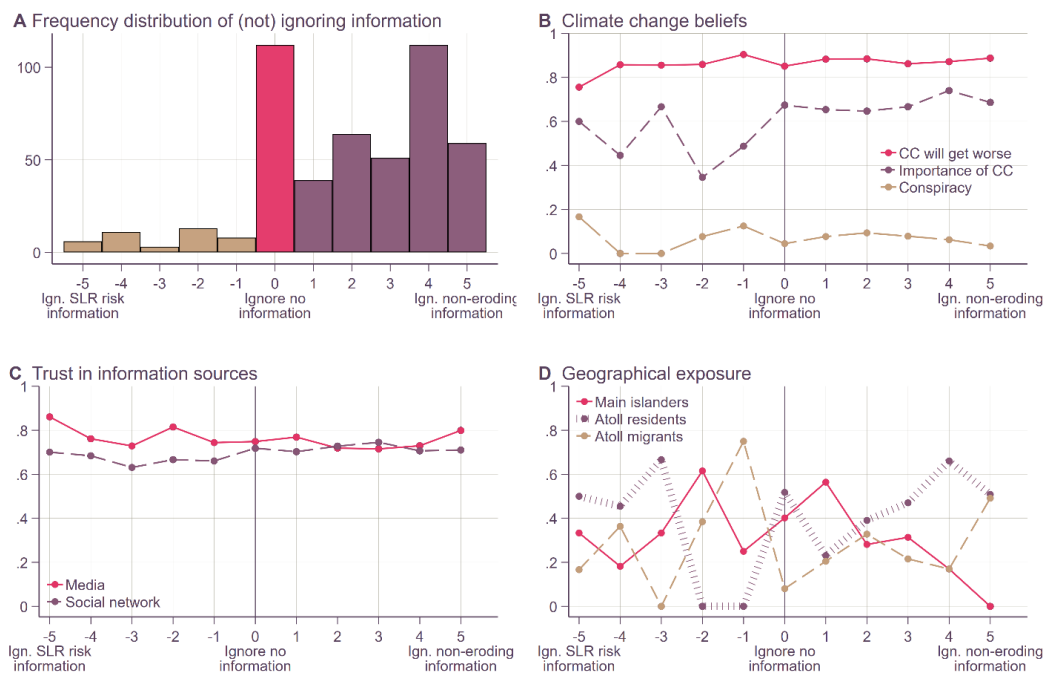 A Frequency distribution of (not) ignoring information
100
50
0
-5 -4 -3 -2 -1 0 1 2 3 4 5
Ign. SLR risk Ignore no Ign. non-eroding
information information information
B Climate change beliefs
1
.8
.6
.4
.2
0
CC will get worse
Importance of CC
Conspiracy
-5 -4 -3 -2 -1 0 1 2 3 4 5
Ign. SLR risk Ignore no Ign. non-eroding
information information information
C Trust in information sources
1
.8
.6
.4
.2
0
Media
Social network
-5 -4 -3 -2 -1 0 1 2 3 4 5
Ign. SLR risk Ignore no Ign. non-eroding
information information information
D Geographical exposure
1
.8
.6
.4
.2
0
Main islanders
Atoll residents
Atoll migrants
-5 -4 -3 -2 -1 0 1 2 3 4 5
Ign. SLR risk Ignore no Ign. non-eroding
information information information